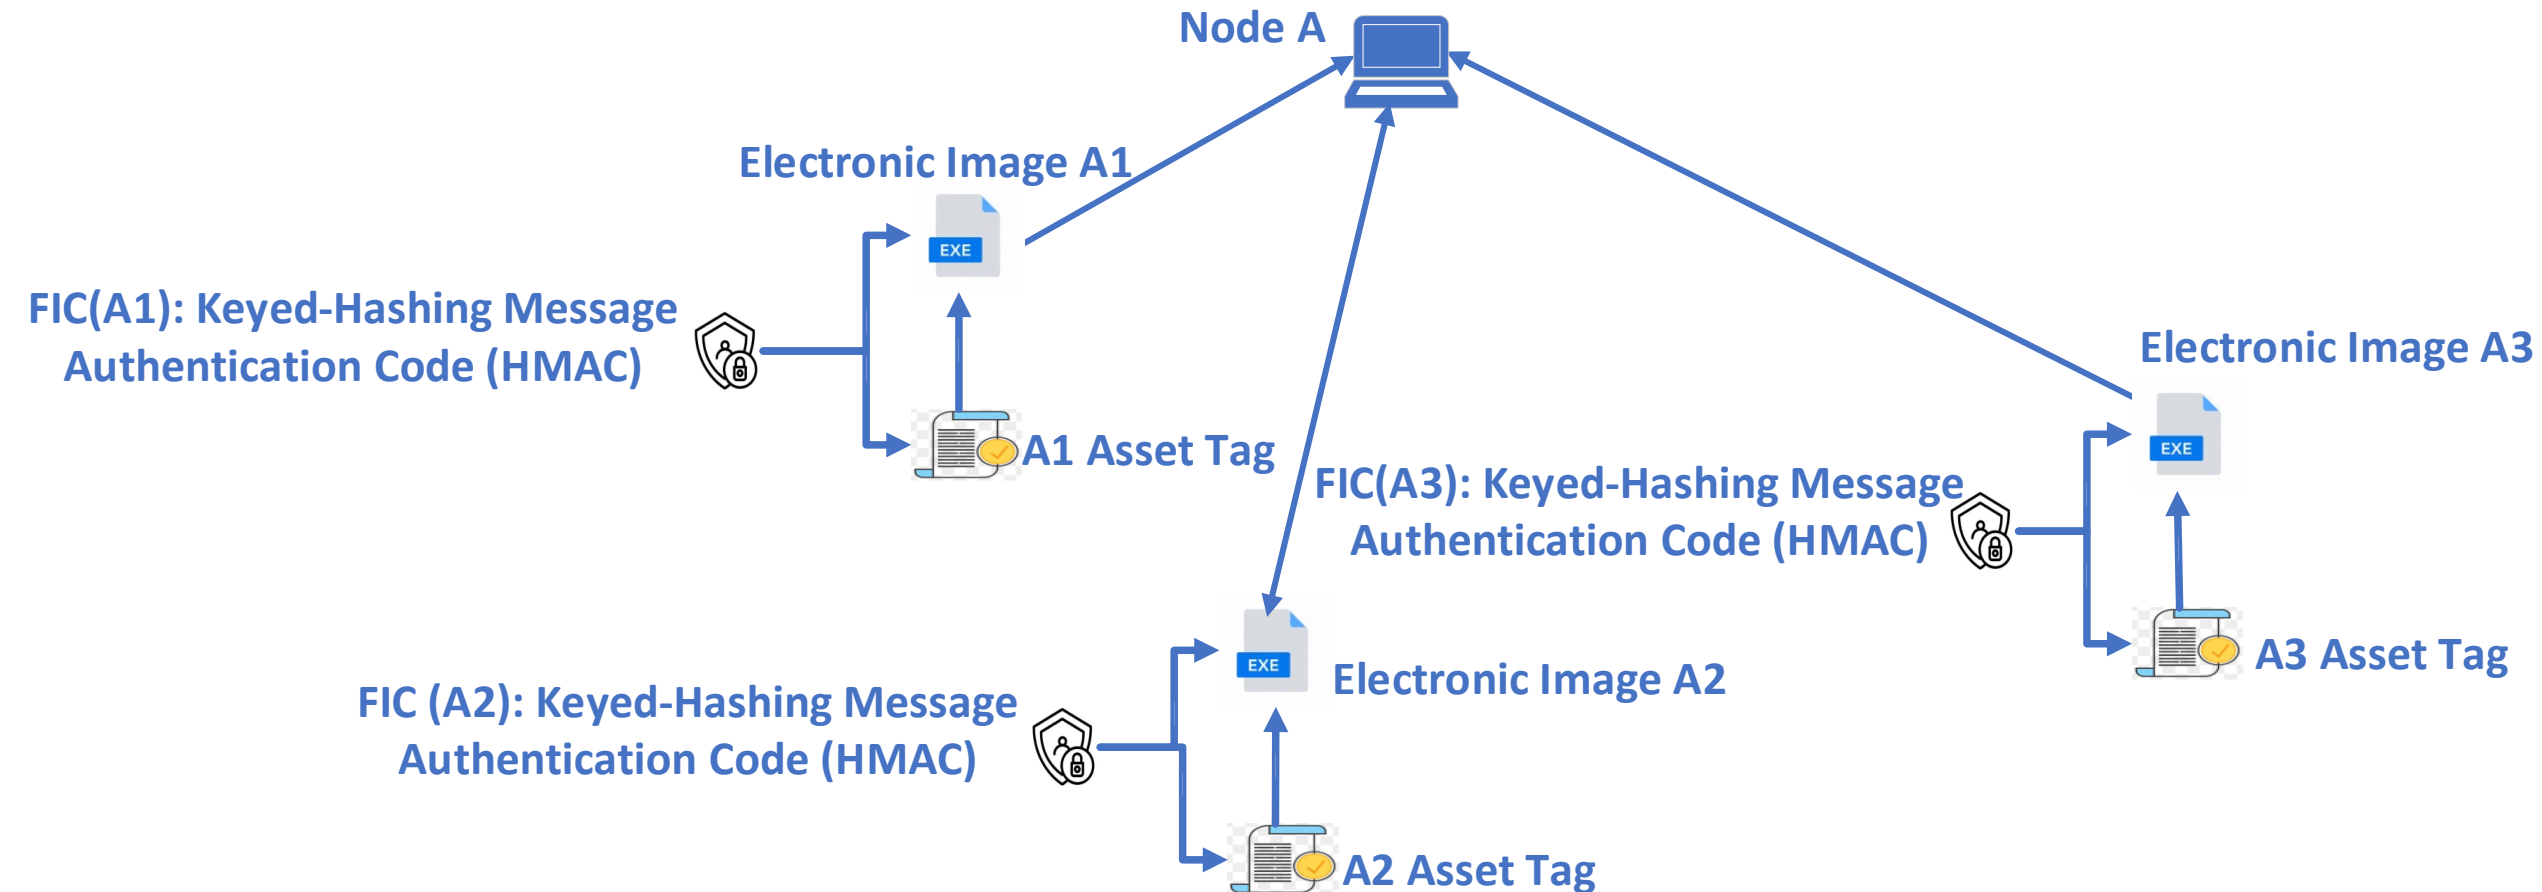 Node A
Electronic Image A1
EXE
FIC(A1): Keyed-Hashing Message
Authentication Code (HMAC)
A1 Asset Tag
Electronic Image A3
EXE
FIC(A3): Keyed-Hashing Message
Authentication Code (HMAC)
A3 Asset Tag
EXE
Electronic Image A2
FIC (A2): Keyed-Hashing Message
Authentication Code (HMAC)
A2 Asset Tag